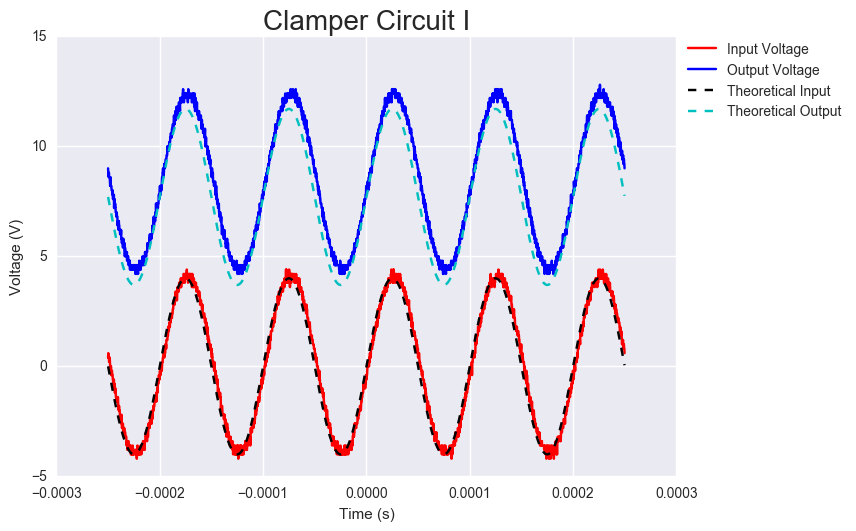 Clamper Circuit I
Input Voltage
Output Voltage
Theoretical Input
Theoretical Output
15
10
5
0
−5
Voltage (V)
−0.0003 −0.0002 −0.0001 0.0000 0.0001 0.0002 0.0003
Time (s)